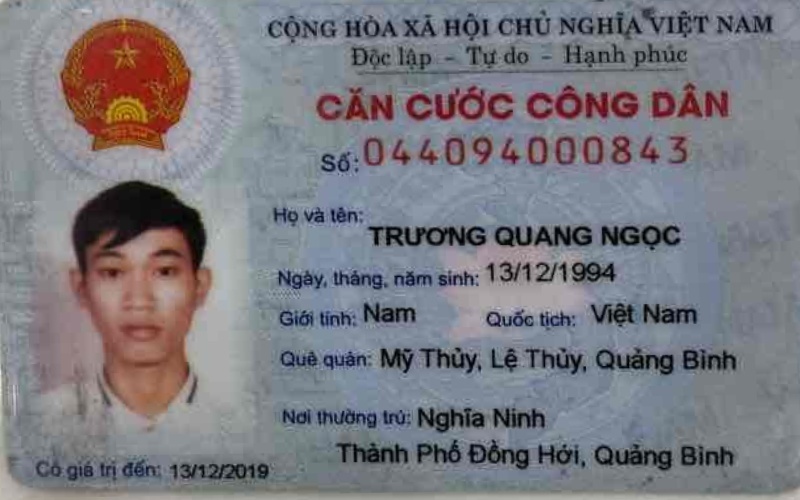 CỘNG HÒA XÃ HỘI CHỦ NGHĨA VIỆT NAM
Độc lập - Tự do - Hạnh phúc
CĂN CƯỚC CÔNG DÂN
Số: 044094000843
Họ và tên:
TRƯƠNG QUANG NGỌC
Ngày, tháng, năm sinh: 13/12/1994
Giới tính: Nam Quốc tịch: Việt Nam
Quê quán: Mỹ Thủy, Lệ Thủy, Quảng Bình
Nơi thường trú: Nghĩa Ninh
Thành Phố Đồng Hới, Quảng Bình
Có giá trị đến: 13/12/2019